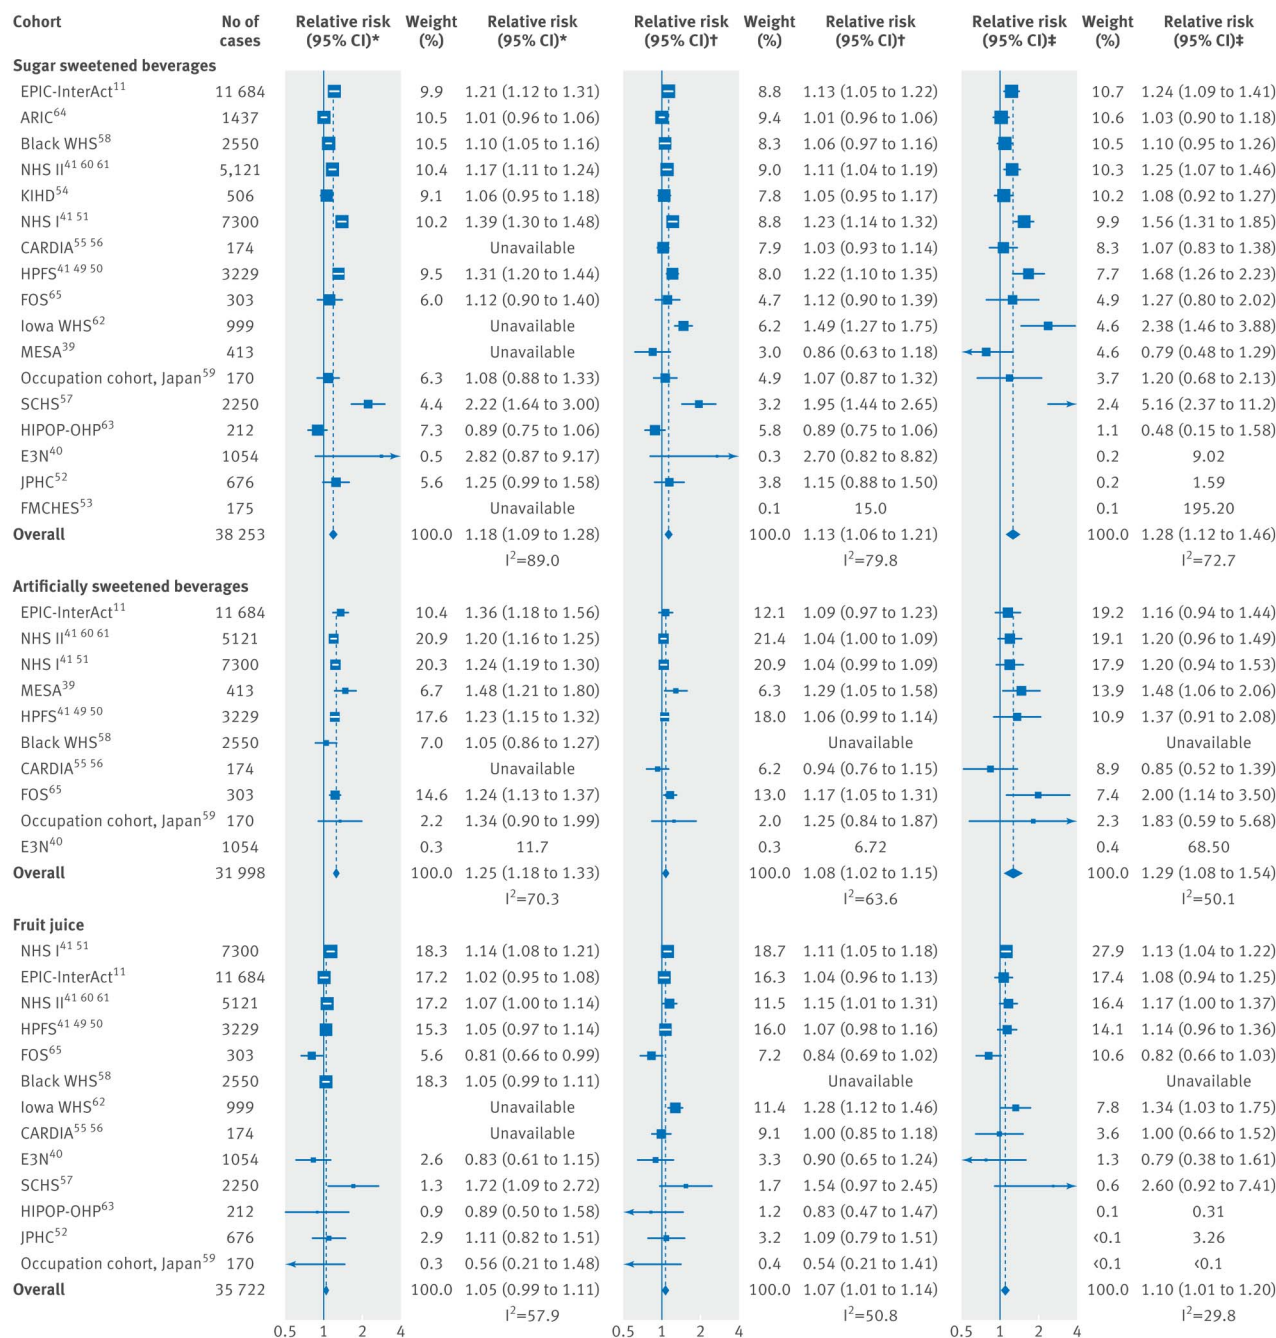 Cohort No of cases Relative risk (95% CI)* Weight (%) Relative risk (95% CI)* Relative risk (95% CI)† Weight (%) Relative risk (95% CI)† Relative risk (95% CI)‡ Weight (%) Relative risk (95% CI)‡
Sugar sweetened beverages
EPIC-InterAct11 11 684 9.9 1.21 (1.12 to 1.31) 8.8 1.13 (1.05 to 1.22) 10.7 1.24 (1.09 to 1.41)
ARIC64 1437 10.5 1.01 (0.96 to 1.06) 9.4 1.01 (0.96 to 1.06) 10.6 1.03 (0.90 to 1.18)
Black WHS58 2550 10.5 1.10 (1.05 to 1.16) 8.3 1.06 (0.97 to 1.16) 10.5 1.10 (0.95 to 1.26)
NHS II41 60 61 5,121 10.4 1.17 (1.11 to 1.24) 9.0 1.11 (1.04 to 1.19) 10.3 1.25 (1.07 to 1.46)
KIHD54 506 9.1 1.06 (0.95 to 1.18) 7.8 1.05 (0.95 to 1.17) 10.2 1.08 (0.92 to 1.27)
NHS I41 51 7300 10.2 1.39 (1.30 to 1.48) 8.8 1.23 (1.14 to 1.32) 9.9 1.56 (1.31 to 1.85)
CARDIA55 56 174 Unavailable 7.9 1.03 (0.93 to 1.14) 8.3 1.07 (0.83 to 1.38)
HPFS41 49 50 3229 9.5 1.31 (1.20 to 1.44) 8.0 1.22 (1.10 to 1.35) 7.7 1.68 (1.26 to 2.23)
FOS65 303 6.0 1.12 (0.90 to 1.40) 4.7 1.12 (0.90 to 1.39) 4.9 1.27 (0.80 to 2.02)
Iowa WHS62 999 Unavailable 6.2 1.49 (1.27 to 1.75) 4.6 2.38 (1.46 to 3.88)
MESA39 413 Unavailable 3.0 0.86 (0.63 to 1.18) 4.6 0.79 (0.48 to 1.29)
Occupation cohort, Japan59 170 6.3 1.08 (0.88 to 1.33) 4.9 1.07 (0.87 to 1.32) 3.7 1.20 (0.68 to 2.13)
SCHS57 2250 4.4 2.22 (1.64 to 3.00) 3.2 1.95 (1.44 to 2.65) 2.4 5.16 (2.37 to 11.2)
HIPOP-OHP63 212 7.3 0.89 (0.75 to 1.06) 5.8 0.89 (0.75 to 1.06) 1.1 0.48 (0.15 to 1.58)
E3N40 1054 0.5 2.82 (0.87 to 9.17) 0.3 2.70 (0.82 to 8.82) 0.2 9.02
JPHC52 676 5.6 1.25 (0.99 to 1.58) 3.8 1.15 (0.88 to 1.50) 0.2 1.59
FMCHES53 175 Unavailable 0.1 15.0 0.1 195.20
Overall 38 253 100.0 1.18 (1.09 to 1.28) 100.0 1.13 (1.06 to 1.21) 100.0 1.28 (1.12 to 1.46)
I2=89.0 I2=79.8 I2=72.7
Artificially sweetened beverages
EPIC-InterAct11 11 684 10.4 1.36 (1.18 to 1.56) 12.1 1.09 (0.97 to 1.23) 19.2 1.16 (0.94 to 1.44)
NHS II41 60 61 5121 20.9 1.20 (1.16 to 1.25) 21.4 1.04 (1.00 to 1.09) 19.1 1.20 (0.96 to 1.49)
NHS I41 51 7300 20.3 1.24 (1.19 to 1.30) 20.9 1.04 (0.99 to 1.09) 17.9 1.20 (0.94 to 1.53)
MESA39 413 6.7 1.48 (1.21 to 1.80) 6.3 1.29 (1.05 to 1.58) 13.9 1.48 (1.06 to 2.06)
HPFS41 49 50 3229 17.6 1.23 (1.15 to 1.32) 18.0 1.06 (0.99 to 1.14) 10.9 1.37 (0.91 to 2.08)
Black WHS58 2550 7.0 1.05 (0.86 to 1.27) Unavailable Unavailable
CARDIA55 56 174 Unavailable 6.2 0.94 (0.76 to 1.15) 8.9 0.85 (0.52 to 1.39)
FOS65 303 14.6 1.24 (1.13 to 1.37) 13.0 1.17 (1.05 to 1.31) 7.4 2.00 (1.14 to 3.50)
Occupation cohort, Japan59 170 2.2 1.34 (0.90 to 1.99) 2.0 1.25 (0.84 to 1.87) 2.3 1.83 (0.59 to 5.68)
E3N40 1054 0.3 11.7 0.3 6.72 0.4 68.50
Overall 31 998 100.0 1.25 (1.18 to 1.33) 100.0 1.08 (1.02 to 1.15) 100.0 1.29 (1.08 to 1.54)
I2=70.3 I2=63.6 I2=50.1
Fruit juice
NHS I41 51 7300 18.3 1.14 (1.08 to 1.21) 18.7 1.11 (1.05 to 1.18) 27.9 1.13 (1.04 to 1.22)
EPIC-InterAct11 11 684 17.2 1.02 (0.95 to 1.08) 16.3 1.04 (0.96 to 1.13) 17.4 1.08 (0.94 to 1.25)
NHS II41 60 61 5121 17.2 1.07 (1.00 to 1.14) 11.5 1.15 (1.01 to 1.31) 16.4 1.17 (1.00 to 1.37)
HPFS41 49 50 3229 15.3 1.05 (0.97 to 1.14) 16.0 1.07 (0.98 to 1.16) 14.1 1.14 (0.96 to 1.36)
FOS65 303 5.6 0.81 (0.66 to 0.99) 7.2 0.84 (0.69 to 1.02) 10.6 0.82 (0.66 to 1.03)
Black WHS58 2550 18.3 1.05 (0.99 to 1.11) Unavailable Unavailable
Iowa WHS62 999 Unavailable 11.4 1.28 (1.12 to 1.46) 7.8 1.34 (1.03 to 1.75)
CARDIA55 56 174 Unavailable 9.1 1.00 (0.85 to 1.18) 3.6 1.00 (0.66 to 1.52)
E3N40 1054 2.6 0.83 (0.61 to 1.15) 3.3 0.90 (0.65 to 1.24) 1.3 0.79 (0.38 to 1.61)
SCHS57 2250 1.3 1.72 (1.09 to 2.72) 1.7 1.54 (0.97 to 2.45) 0.6 2.60 (0.92 to 7.41)
HIPOP-OHP63 212 0.9 0.89 (0.50 to 1.58) 1.2 0.83 (0.47 to 1.47) 0.1 0.31
JPHC52 676 2.9 1.11 (0.82 to 1.51) 3.2 1.09 (0.79 to 1.51) <0.1 3.26
Occupation cohort, Japan59 170 0.3 0.56 (0.21 to 1.48) 0.4 0.54 (0.21 to 1.41) <0.1 <0.1
Overall 35 722 100.0 1.05 (0.99 to 1.11) 100.0 1.07 (1.01 to 1.14) 100.0 1.10 (1.01 to 1.20)
I2=57.9 I2=50.8 I2=29.8
0.5 1 2 4 0.5 1 2 4 0.5 1 2 4